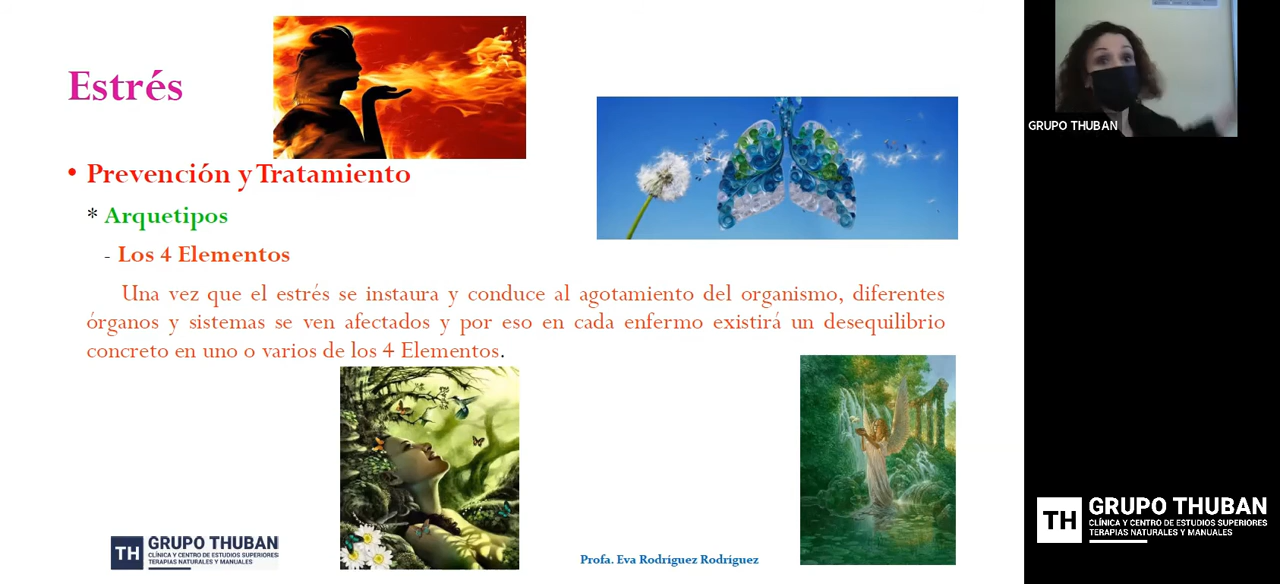 Estrés
• Prevención y Tratamiento
* Arquetipos
- Los 4 Elementos
Una vez que el estrés se instaura y conduce al agotamiento del organismo, diferentes
órganos y sistemas se ven afectados y por eso en cada enfermo existirá un desequilibrio
concreto en uno o varios de los 4 Elementos.
TH GRUPO THUBAN
CLÍNICA Y CENTRO DE ESTUDIOS SUPERIORES
TERAPIAS NATURALES Y MANUALES
Profa. Eva Rodríguez Rodríguez
GRUPO THUBAN
TH GRUPO THUBAN
CLÍNICA Y CENTRO DE ESTUDIOS SUPERIORES
TERAPIAS NATURALES Y MANUALES